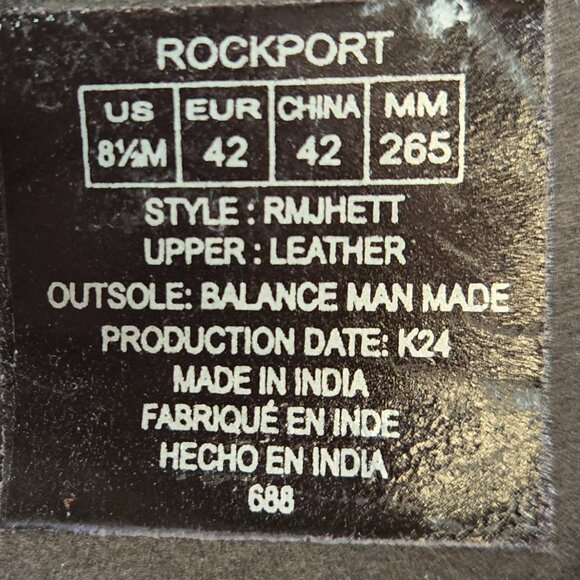 ROCKPORT
US EUR CHINA MM
8½M 42 42 265
STYLE : RMJHETT
UPPER : LEATHER
OUTSOLE: BALANCE MAN MADE
PRODUCTION DATE: K24
MADE IN INDIA
FABRIQUÉ EN INDE
HECHO EN INDIA
688